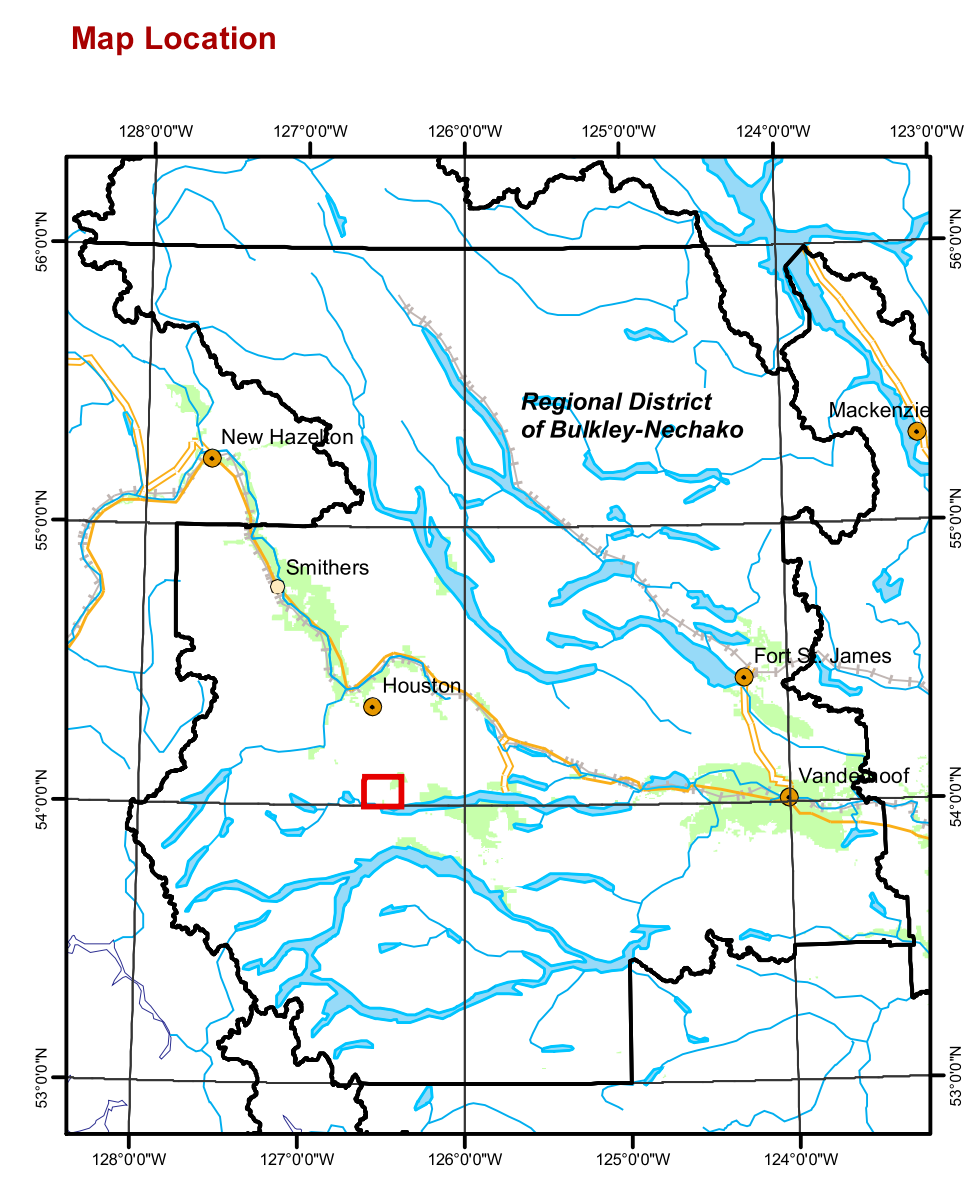 Map Location
128°0'0"W
127°0'0"W
126°0'0"W
125°0'0"W
124°0'0"W
123°0'0"W
56°0'0"N
56°0'0"N
Regional District
of Bulkley-Nechako
Mackenzie
New Hazelton
55°0'0"N
55°0'0"N
Smithers
Fort St. James
Houston
Vanderhoof
54°0'0"N
54°0'0"N
53°0'0"N
53°0'0"N
128°0'0"W
127°0'0"W
126°0'0"W
125°0'0"W
124°0'0"W